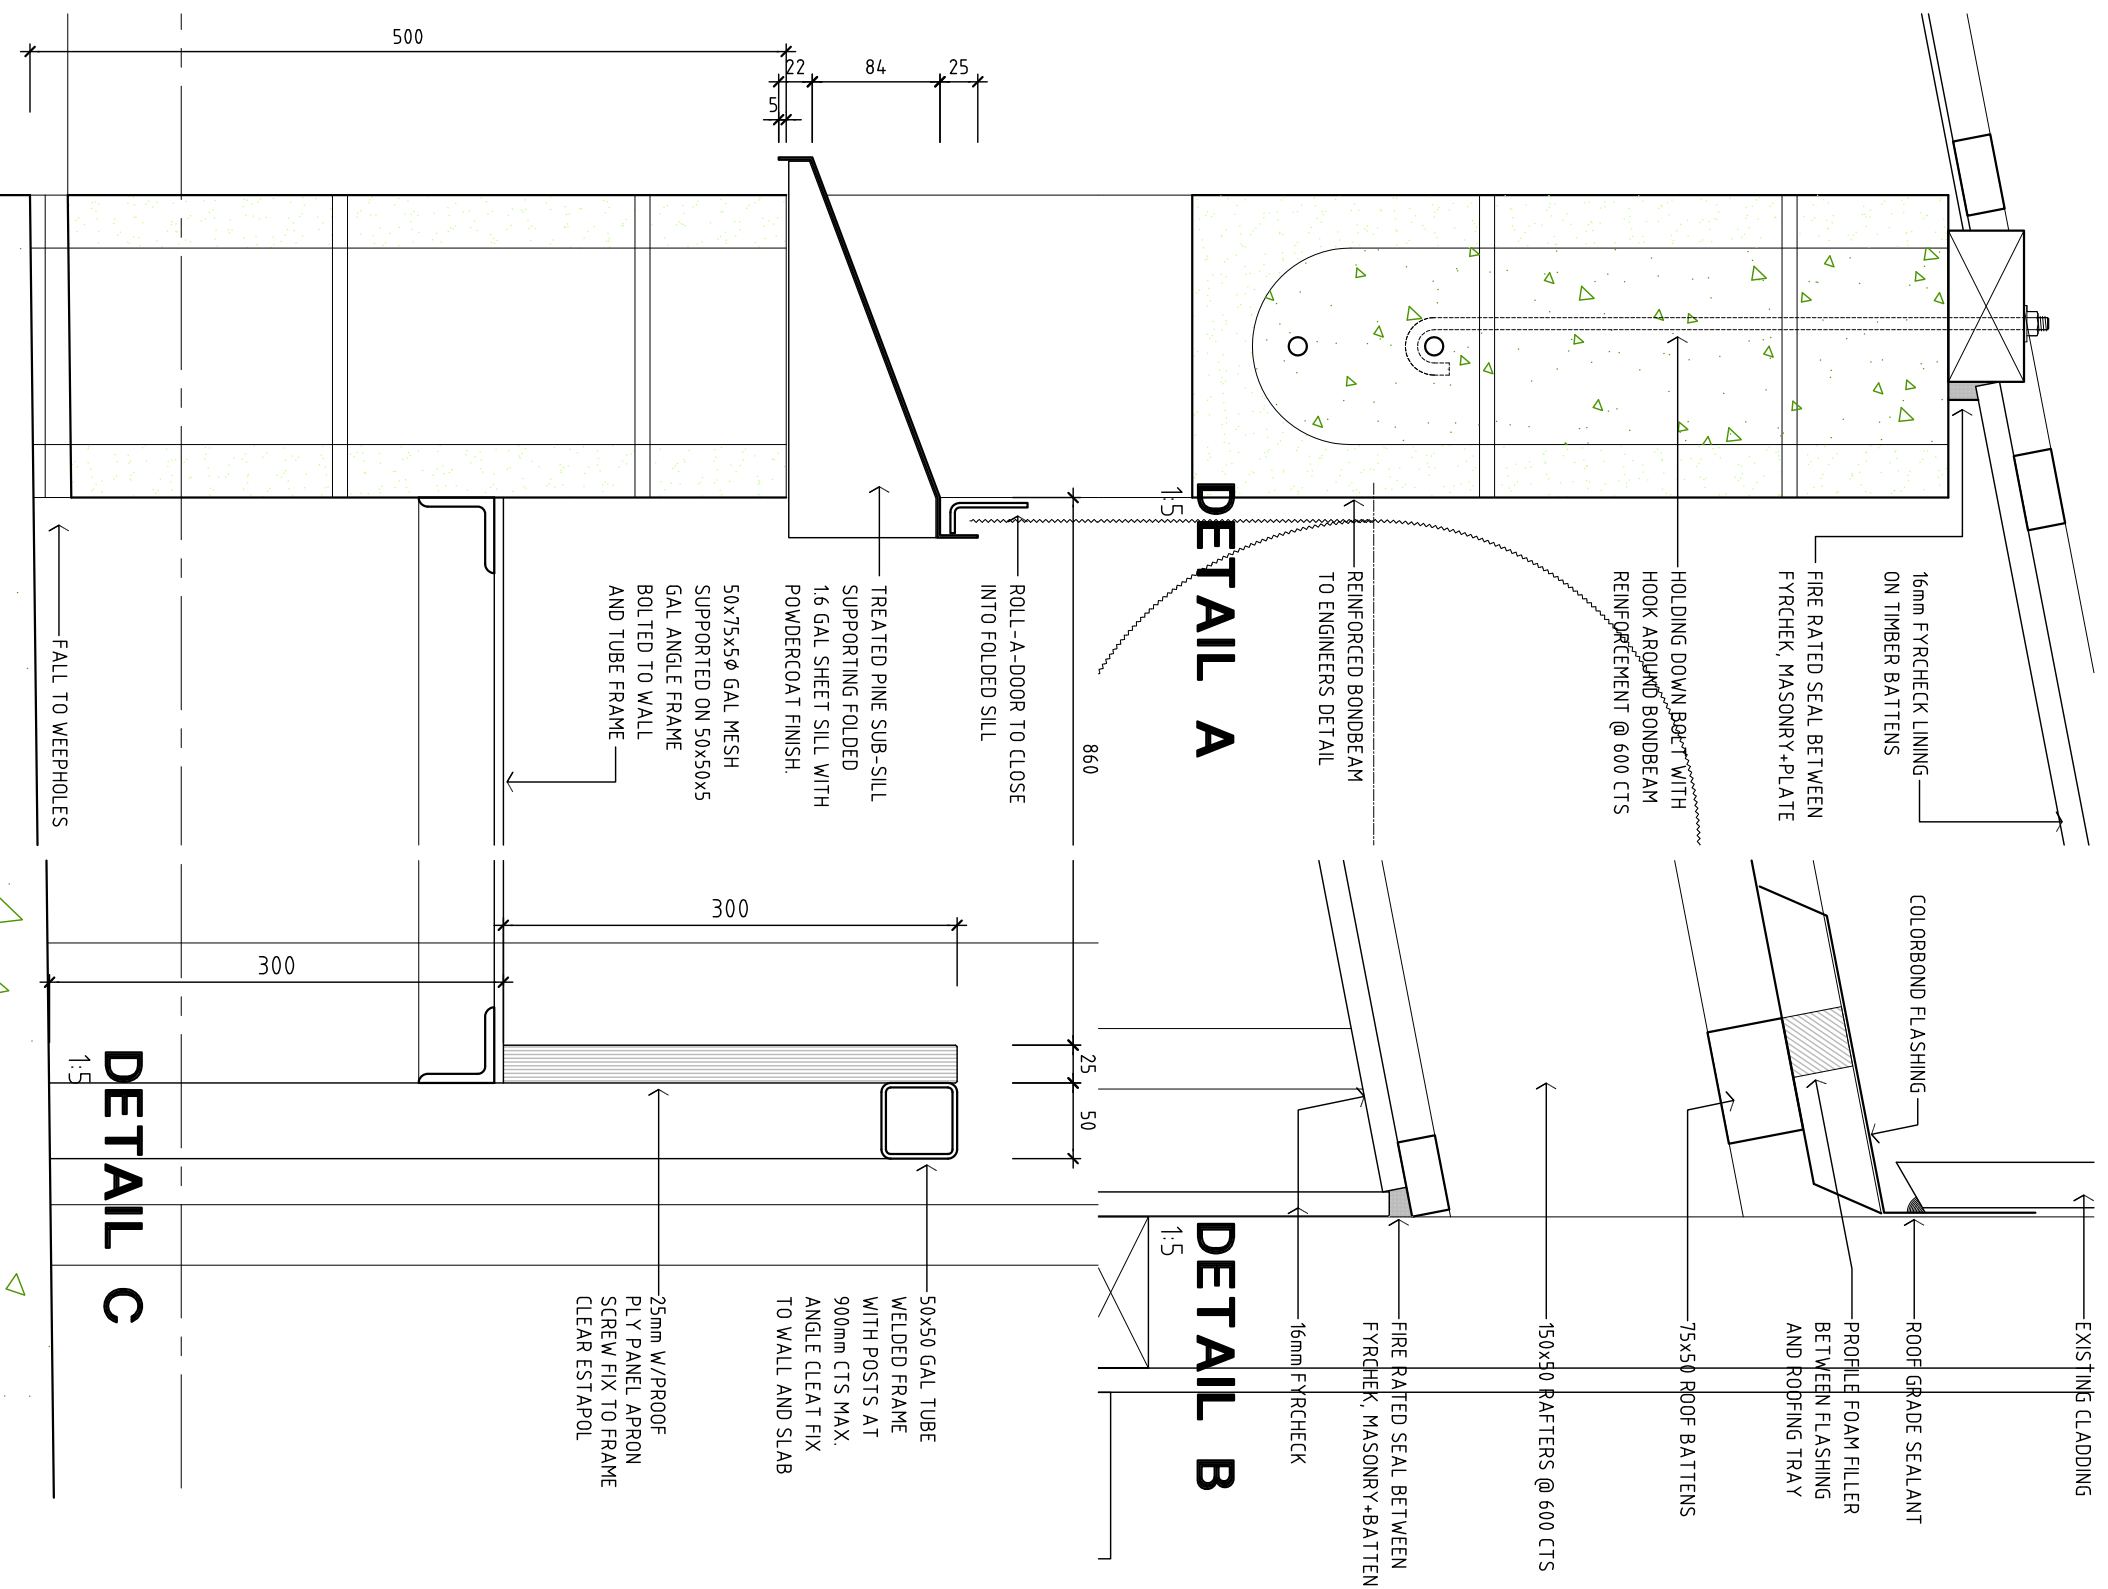 16mm FYRCHECK LINING
ON TIMBER BATTENS
FIRE RATED SEAL BETWEEN
FYRCHEK, MASONRY+PLATE
HOLDING DOWN BOLT WITH
HOOK AROUND BONDBEAM
REINFORCEMENT @ 600 CTS
REINFORCED BONDBEAM
TO ENGINEERS DETAIL
DETAIL A
1:5
EXISTING CLADDING
COLORBOND FLASHING
ROOF GRADE SEALANT
PROFILE FOAM FILLER
BETWEEN FLASHING
AND ROOFING TRAY
75x50 ROOF BATTENS
150x50 RAFTERS @ 600 CTS
FIRE RATED SEAL BETWEEN
FYRCHEK, MASONRY+BATTEN
16mm FYRCHECK
DETAIL B
1:5
25
84
22
5
500
860
25
50
300
300
ROLL-A-DOOR TO CLOSE
INTO FOLDED SILL
TREATED PINE SUB-SILL
SUPPORTING FOLDED
1.6 GAL SHEET SILL WITH
POWDERCOAT FINISH.
50x75x5Ø GAL MESH
SUPPORTED ON 50x50x5
GAL ANGLE FRAME
BOLTED TO WALL
AND TUBE FRAME
FALL TO WEEPHOLES
50x50 GAL TUBE
WELDED FRAME
WITH POSTS AT
900mm CTS MAX.
ANGLE CLEAT FIX
TO WALL AND SLAB
25mm W/PROOF
PLY PANEL APRON
SCREW FIX TO FRAME
CLEAR ESTAPOL
DETAIL C
1:5